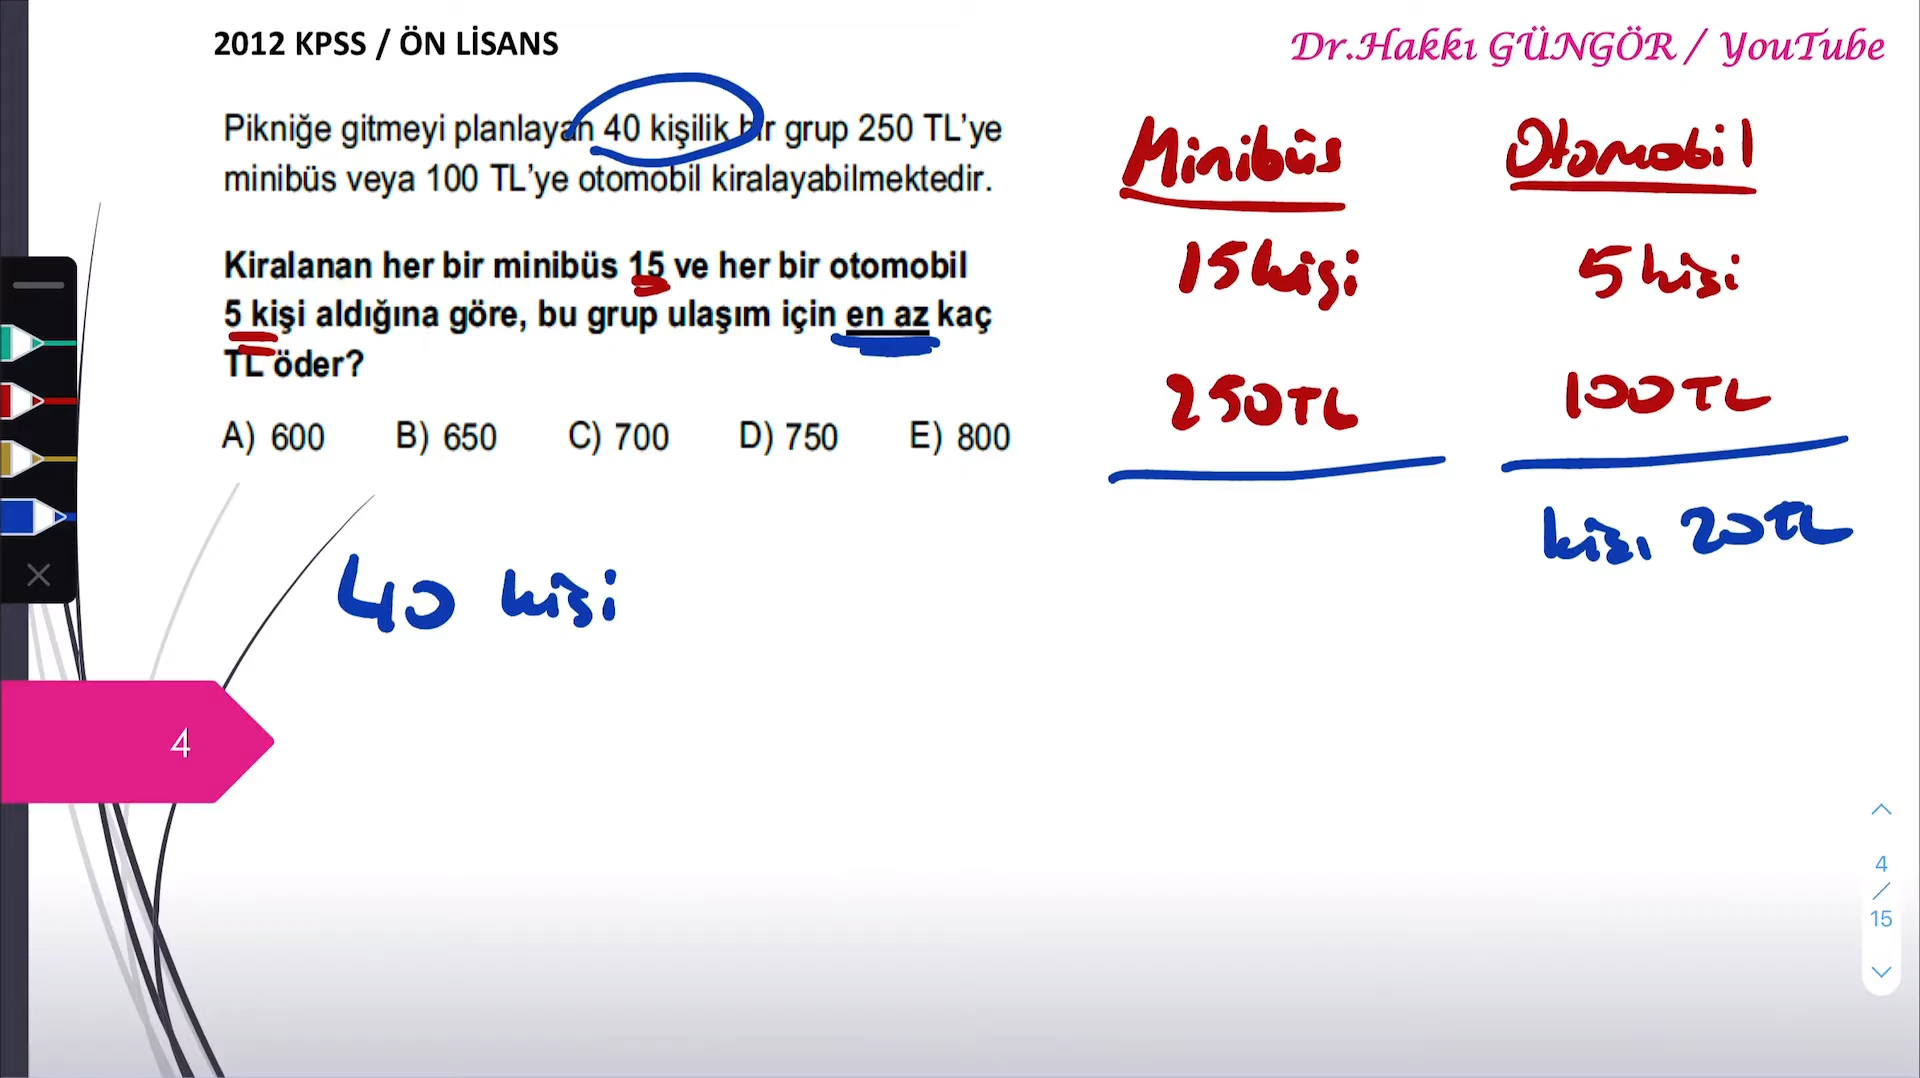 2012 KPSS / ÖN LİSANS
Dr.Hakkı GÜNGÖR / YouTube
Pikniğe gitmeyi planlayan 40 kişilik bir grup 250 TL'ye
minibüs veya 100 TL'ye otomobil kiralayabilmektedir.
Kiralanan her bir minibüs 15 ve her bir otomobil
5 kişi aldığına göre, bu grup ulaşım için en az kaç
TL öder?
A) 600 B) 650 C) 700 D) 750 E) 800
Minibüs Otomobil
15 kişi 5 kişi
250 TL 100 TL
kişi 20 TL
40 kişi
4
4
/
15